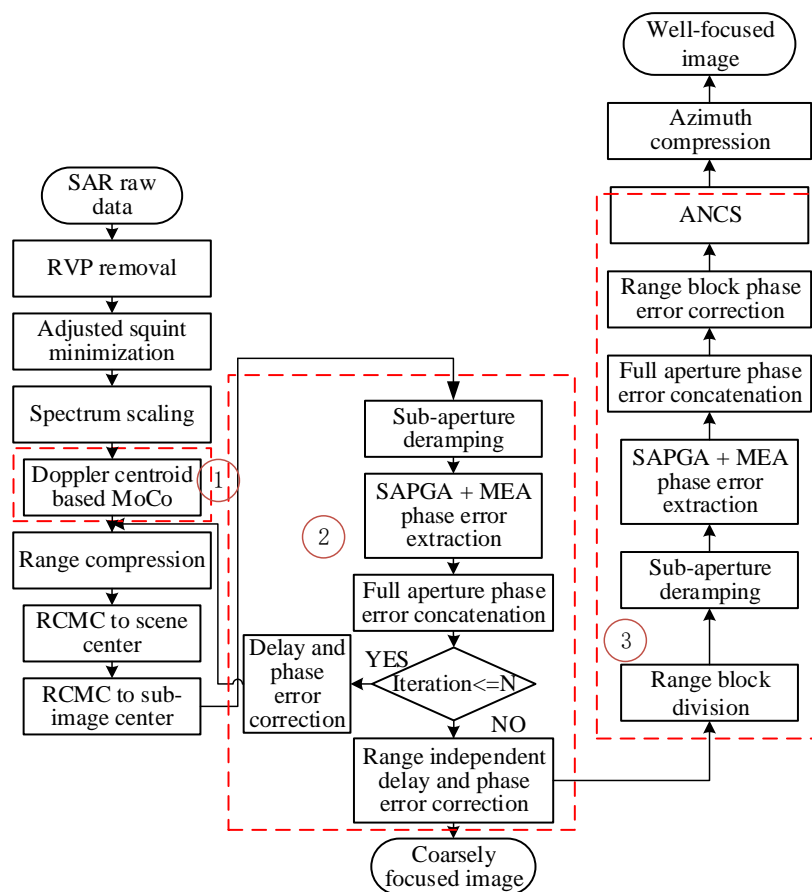 SAR raw
data
RVP removal
Adjusted squint
minimization
Spectrum scaling
Doppler centroid
based MoCo
1
Range compression
RCMC to scene
center
RCMC to sub-
image center
Sub-aperture
deramping
SAPGA + MEA
phase error
extraction
2
Full aperture phase
error concatenation
Iteration<=N
YES
Delay and
phase
error
correction
NO
Range independent
delay and phase
error correction
Coarsely
focused image
Well-focused
image
Azimuth
compression
ANCS
Range block phase
error correction
Full aperture phase
error concatenation
SAPGA + MEA
phase error
extraction
Sub-aperture
deramping
3
Range block
division